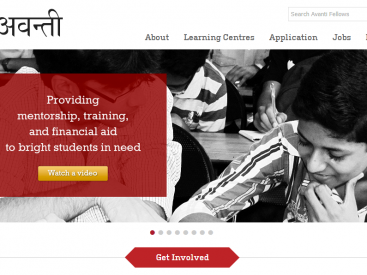 अवन्ती
Search Avanti Fellows
About Learning Centres Application Jobs
Providing
mentorship, training,
and financial aid
to bright students in need
Watch a video
Get Involved